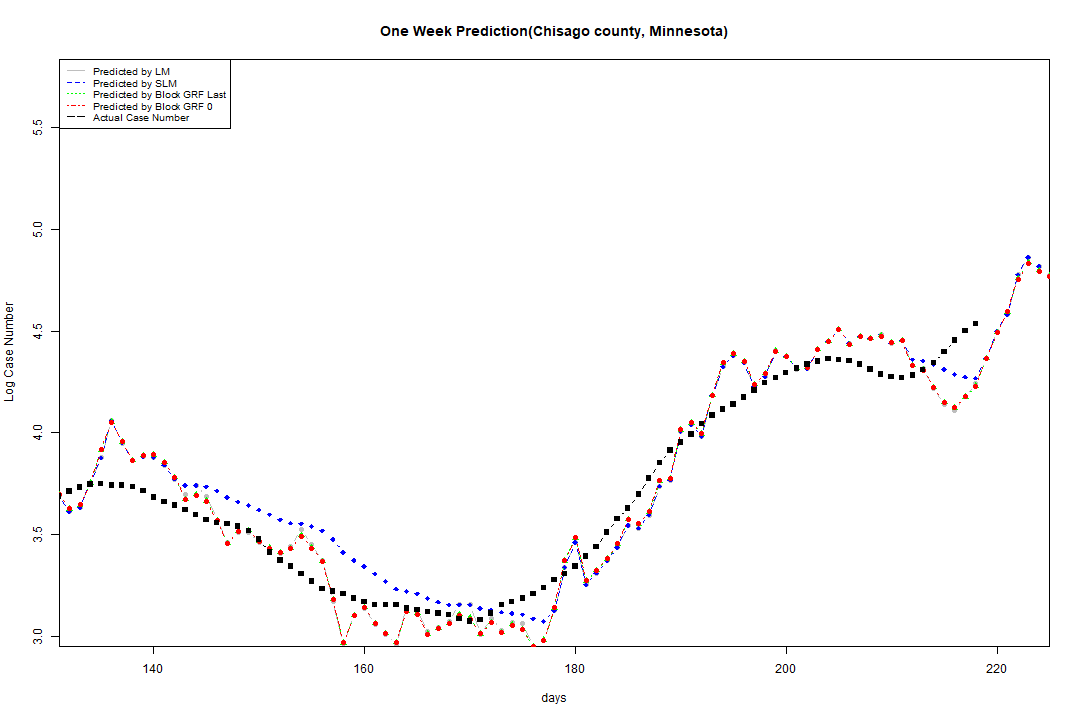 One Week Prediction(Chisago county, Minnesota)
Predicted by LM
Predicted by SLM
Predicted by Block GRF Last
Predicted by Block GRF 0
Actual Case Number
5.5
5.0
4.5
4.0
3.5
3.0
Log Case Number
140 160 180 200 220
days